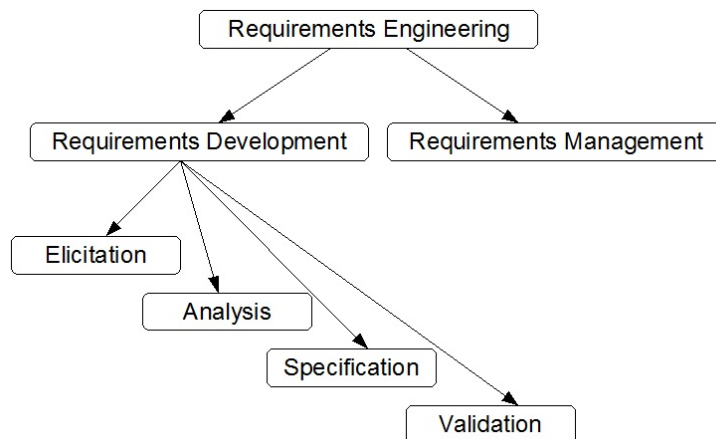 Requirements Engineering
Requirements Development
Requirements Management
Elicitation
Analysis
Specification
Validation